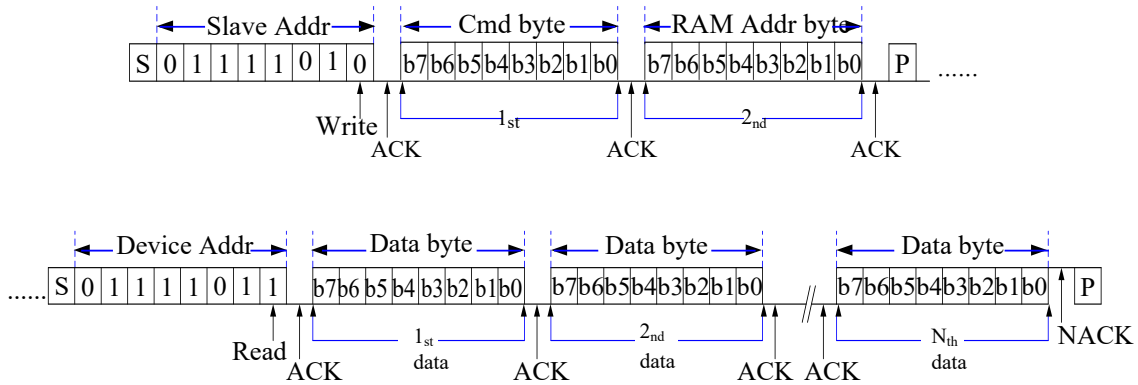 Slave Addr Cmd byte RAM Addr byte
S 0 1 1 1 1 0 1 0 b7 b6 b5 b4 b3 b2 b1 b0 b7 b6 b5 b4 b3 b2 b1 b0 P ......
Write 1st 2nd
ACK ACK ACK
Device Addr Data byte Data byte Data byte
...... S 0 1 1 1 1 0 1 1 b7 b6 b5 b4 b3 b2 b1 b0 b7 b6 b5 b4 b3 b2 b1 b0 // b7 b6 b5 b4 b3 b2 b1 b0 P
Read 1st 2nd Nth NACK
ACK data ACK data ACK ACK data